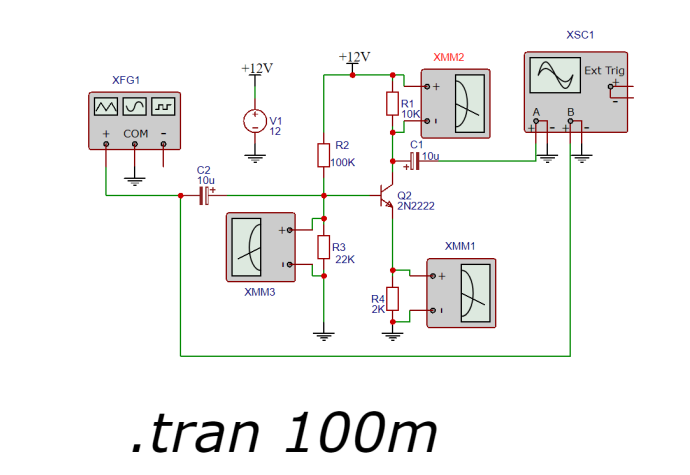 XSC1
+12V
XMM2
+12V
XFG1
Ext Trig
+
-
+
R1
10K
-
A
B
+
-
+
-
V1
12
+
COM
-
R2
100K
C1
10u
+
C2
10u
+
Q2
2N2222
+
-
R3
22K
XMM3
XMM1
+
-
R4
2K
.tran 100m